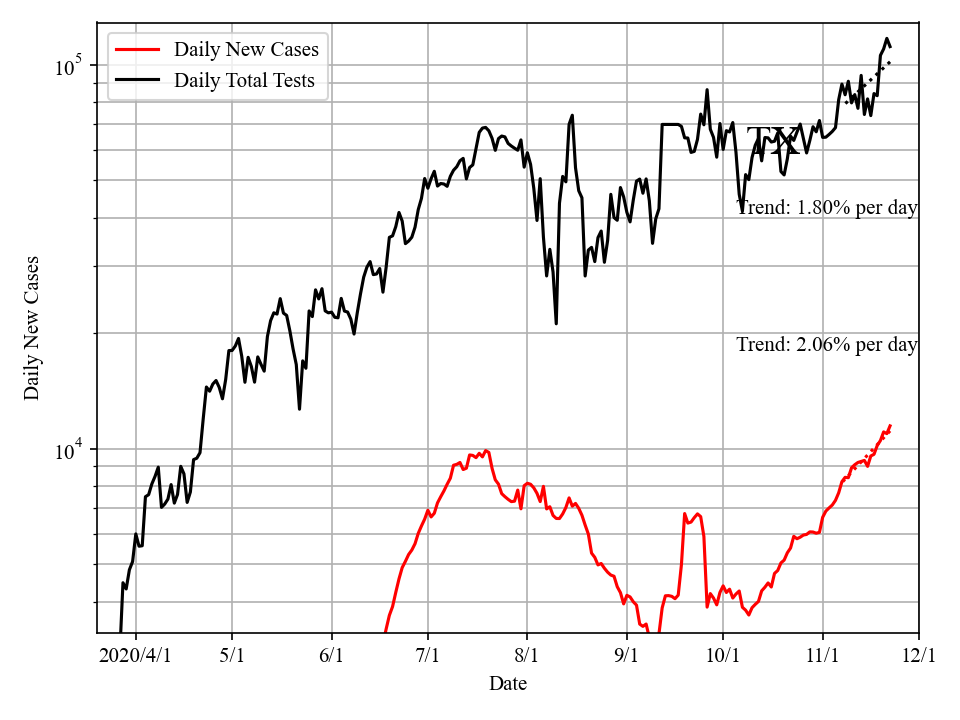 Daily New Cases
Daily Total Tests
10^5
TX
Trend: 1.80% per day
Trend: 2.06% per day
10^4
Daily New Cases
2020/4/1 5/1 6/1 7/1 8/1 9/1 10/1 11/1 12/1
Date